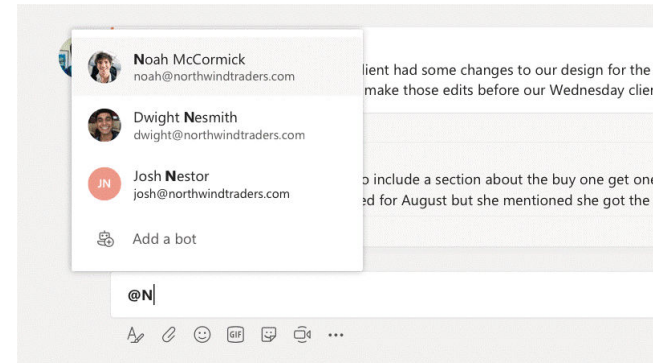 Noah McCormick
noah@northwindtraders.com
lient had some changes to our design for the
make those edits before our Wednesday clien
Dwight Nesmith
dwight@northwindtraders.com
JN
Josh Nestor
josh@northwindtraders.com
o include a section about the buy one get one
ed for August but she mentioned she got the
Add a bot
@N
GIF